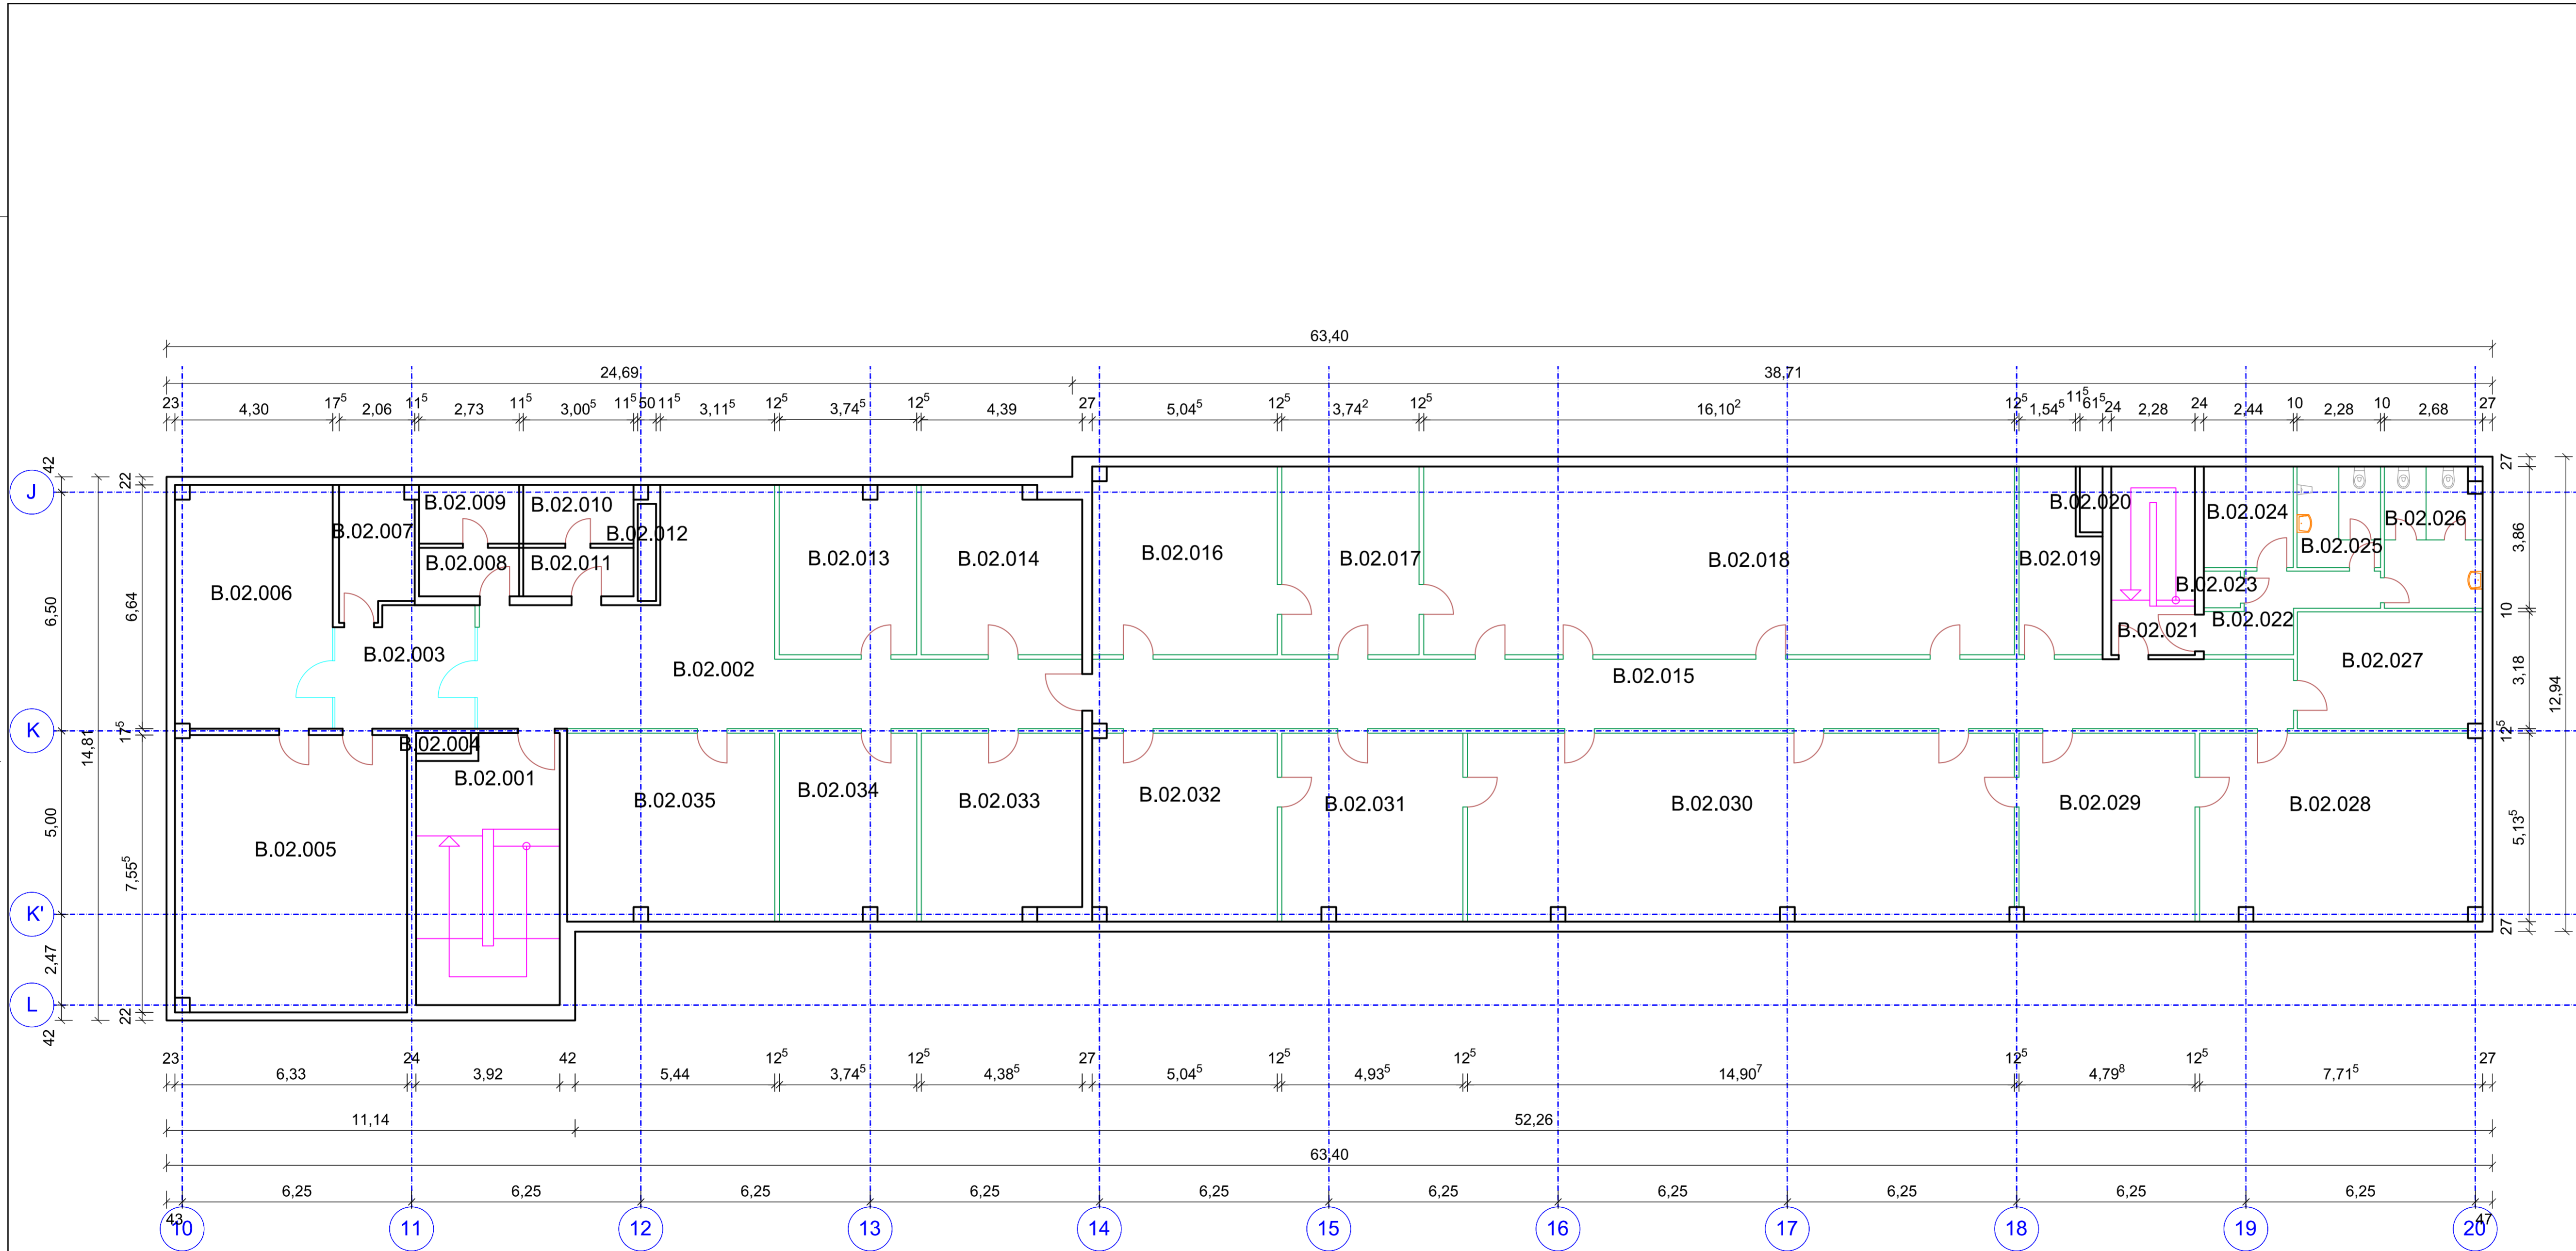 63,40
24,69 38,71
23 4,30 17⁵ 2,06 11⁵ 2,73 11⁵ 3,00⁵ 11⁵ 50 11⁵ 3,11⁵ 12⁵ 3,74⁵ 12⁵ 4,39 27 5,04⁵ 12⁵ 3,74² 12⁵ 16,10² 12⁵ 1,54⁵ 11⁵ 61⁵ 24 2,28 24 2,44 10 2,28 10 2,68 27
42 22 27
J
B.02.009 B.02.010 B.02.020
B.02.007 B.02.012 B.02.024 B.02.026
B.02.008 B.02.011 B.02.013 B.02.014 B.02.016 B.02.017 B.02.018 B.02.019 B.02.025 3,86
B.02.006 B.02.023
6,50 6,64 B.02.022 10
B.02.003 B.02.002 B.02.015 B.02.021 B.02.027 3,18
12,94
K 17⁵ 12⁵
14,81
B.02.004
B.02.001 B.02.035 B.02.034 B.02.033 B.02.032 B.02.031 B.02.030 B.02.029 B.02.028
5,00 5,13⁵
B.02.005
7,55⁵
K' 27
2,47
L
22
42
23 24 42 12⁵ 12⁵ 27 12⁵ 12⁵ 12⁵ 12⁵ 27
6,33 3,92 5,44 3,74⁵ 4,38⁵ 5,04⁵ 4,93⁵ 14,90⁷ 4,79⁸ 7,71⁵
11,14 52,26
63,40
6,25 6,25 6,25 6,25 6,25 6,25 6,25 6,25 6,25 6,25
43 47
10 11 12 13 14 15 16 17 18 19 20